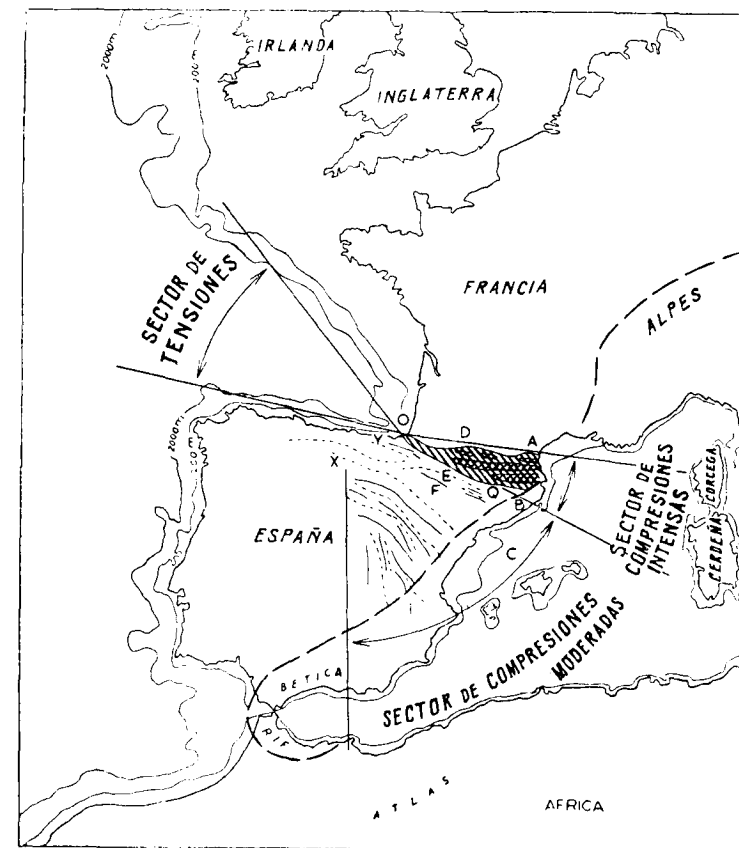 2000m
200m
IRLANDA
INGLATERRA
SECTOR DE
TENSIONES
FRANCIA
ALPES
2000m
O
D
A
Y
X
E
F
Q
B
SECTOR DE
COMPRESIONES
INTENSAS
CORCEGA
CERDEÑA
ESPAÑA
C
SECTOR DE COMPRESIONES
MODERADAS
BETICA
RIF
ATLAS
AFRICA